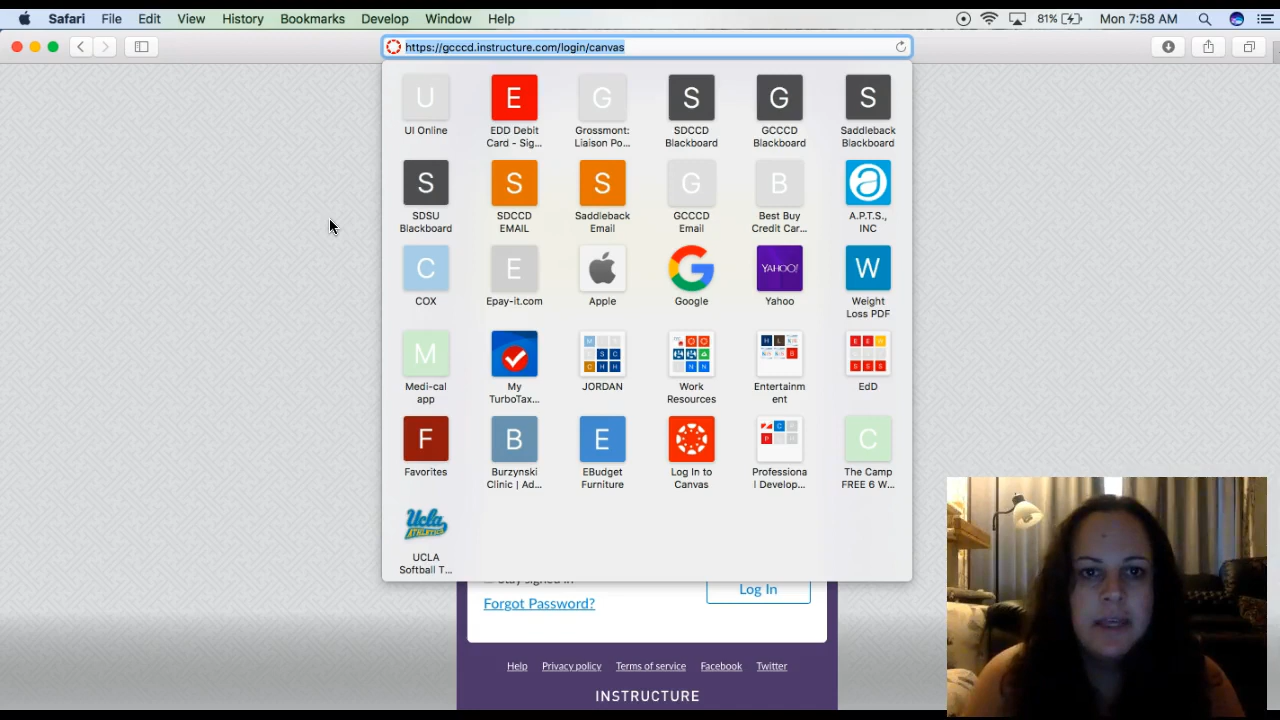 Safari File Edit View History Bookmarks Develop Window Help 81% Mon 7:58 AM
https://gcccd.instructure.com/login/canvas
U E G S G S
UI Online
EDD Debit Card - Sig...
Grossmont: Liaison Po...
SDCCD Blackboard
GCCCD Blackboard
Saddleback Blackboard
S S S G B
SDSU Blackboard
SDCCD EMAIL
Saddleback Email
GCCCD Email
Best Buy Credit Car...
A.P.T.S., INC
C E YAHOO! W
COX
Epay-it.com
Apple
Google
Yahoo
Weight Loss PDF
M
Medi-cal app
My TurboTax...
JORDAN
Work Resources
Entertainment
EdD
F B E C
Favorites
Burzynski Clinic | Ad...
EBudget Furniture
Log In to Canvas
Professional Develop...
The Camp FREE 6 W...
Ucla
UCLA Softball T...
Stay signed in
Forgot Password?
Log In
Help Privacy policy Terms of service Facebook Twitter
INSTRUCTURE